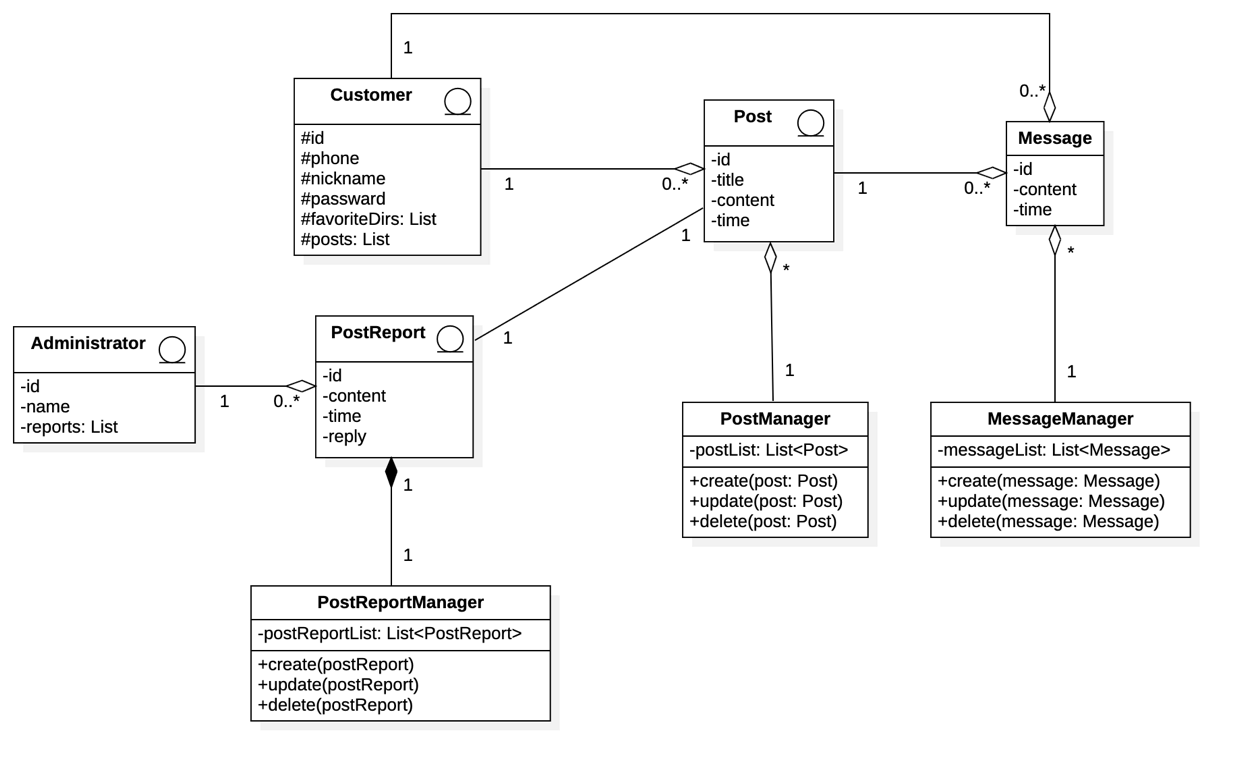 1
Customer
#id
#phone
#nickname
#passward
#favoriteDirs: List
#posts: List
1
0..*
Post
-id
-title
-content
-time
1
0..*
0..*
Message
-id
-content
-time
1
1
*
1
*
1
Administrator
-id
-name
-reports: List
1
0..*
PostReport
-id
-content
-time
-reply
1
1
PostManager
-postList: List<Post>
+create(post: Post)
+update(post: Post)
+delete(post: Post)
MessageManager
-messageList: List<Message>
+create(message: Message)
+update(message: Message)
+delete(message: Message)
PostReportManager
-postReportList: List<PostReport>
+create(postReport)
+update(postReport)
+delete(postReport)